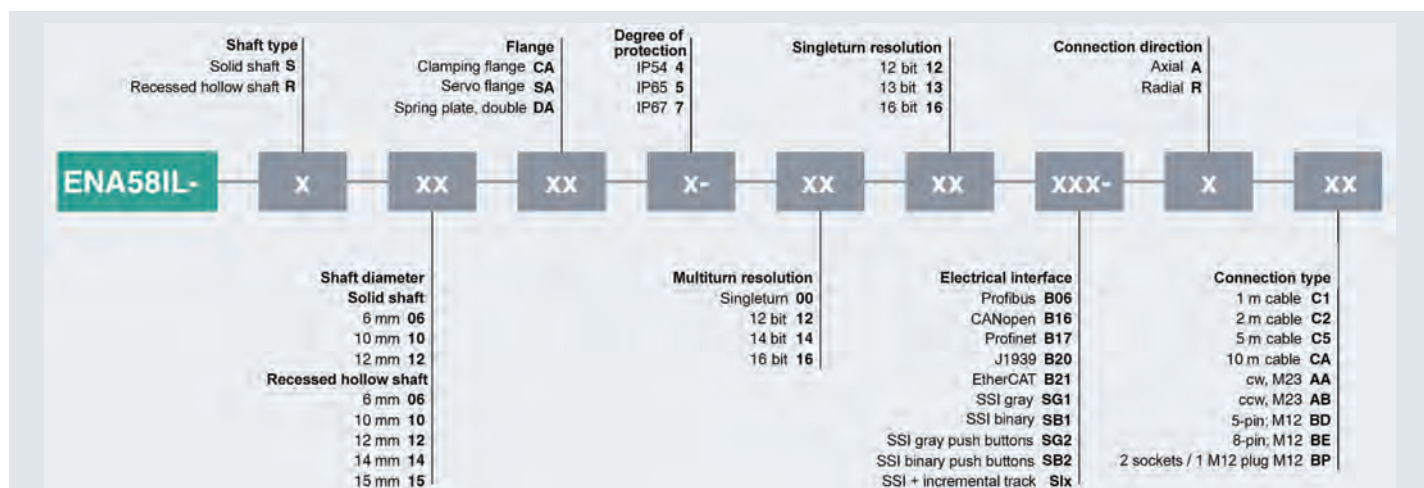 Shaft type
Solid shaft S
Recessed hollow shaft R
Flange
Clamping flange CA
Servo flange SA
Spring plate, double DA
Degree of
protection
IP54 4
IP65 5
IP67 7
Singleturn resolution
12 bit 12
13 bit 13
16 bit 16
Connection direction
Axial A
Radial R
ENA58IL- x xx xx x- xx xx xxx- x xx
Shaft diameter
Solid shaft
6 mm 06
10 mm 10
12 mm 12
Recessed hollow shaft
6 mm 06
10 mm 10
12 mm 12
14 mm 14
15 mm 15
Multiturn resolution
Singleturn 00
12 bit 12
14 bit 14
16 bit 16
Electrical interface
Profibus B06
CANopen B16
Profinet B17
J1939 B20
EtherCAT B21
SSI gray SG1
SSI binary SB1
SSI gray push buttons SG2
SSI binary push buttons SB2
SSI + incremental track SIx
Connection type
1 m cable C1
2 m cable C2
5 m cable C5
10 m cable CA
cw, M23 AA
ccw, M23 AB
5-pin; M12 BD
8-pin; M12 BE
2 sockets / 1 M12 plug M12 BP